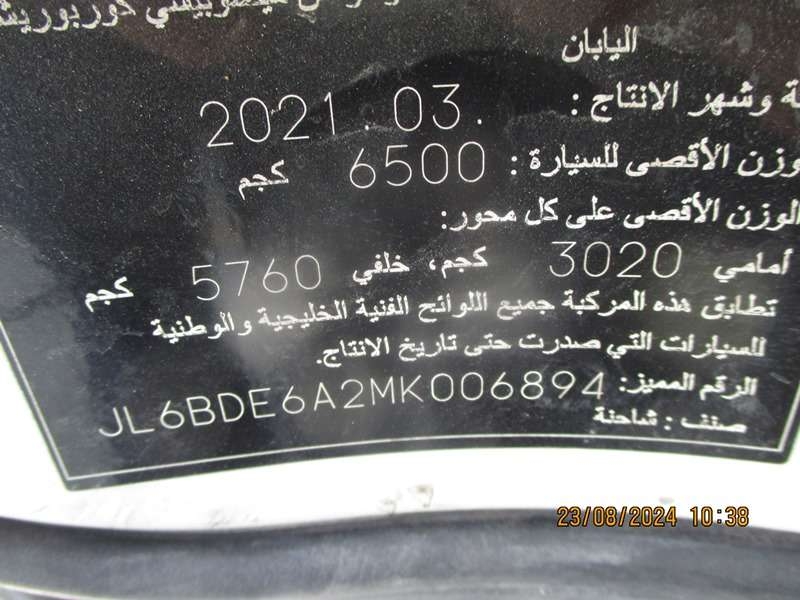 اليابان
وشهر الانتاج : 2021.03.
الأقصى للسيارة : 6500 كجم
الوزن الأقصى على كل محور:
أمامي 3020 كجم، خلفي 5760 كجم
تطابق هذه المركبة جميع اللوائح الفنية الخليجية والوطنية
للسيارات التي صدرت حتى تاريخ الانتاج.
الرقم المميز: JL6BDE6A2MK006894
صنف : شاحنة
23/08/2024 10:38